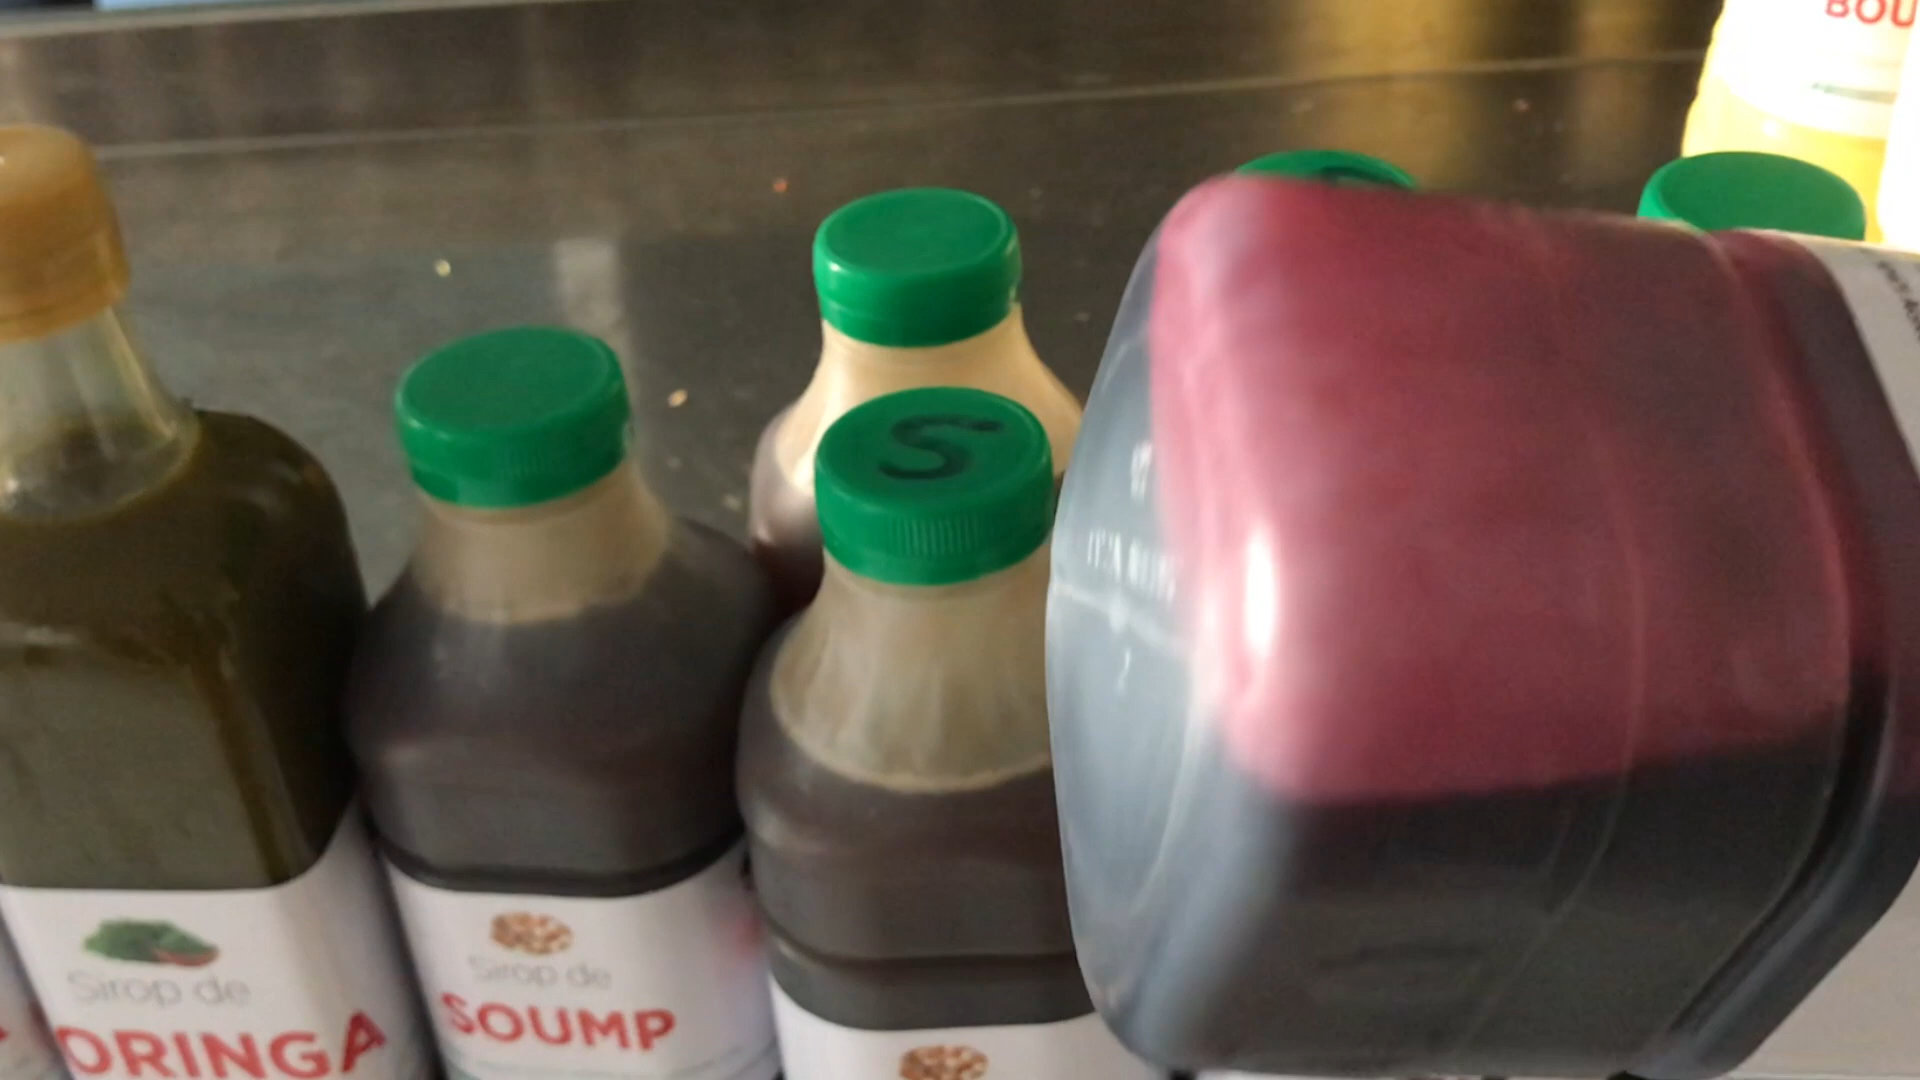 BOU
S
Sirop de
ORINGA
Sirop de
SOUMP